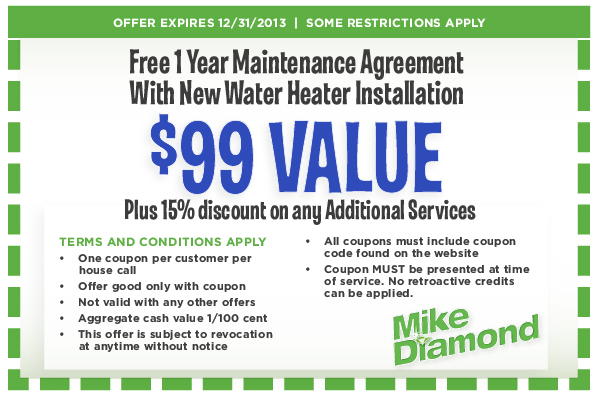 OFFER EXPIRES 12/31/2013 | SOME RESTRICTIONS APPLY
Free 1 Year Maintenance Agreement
With New Water Heater Installation
$99 VALUE
Plus 15% discount on any Additional Services
TERMS AND CONDITIONS APPLY
• One coupon per customer per
house call
• Offer good only with coupon
• Not valid with any other offers
• Aggregate cash value 1/100 cent
• This offer is subject to revocation
at anytime without notice
• All coupons must include coupon
code found on the website
• Coupon MUST be presented at time
of service. No retroactive credits
can be applied.
Mike
Diamond